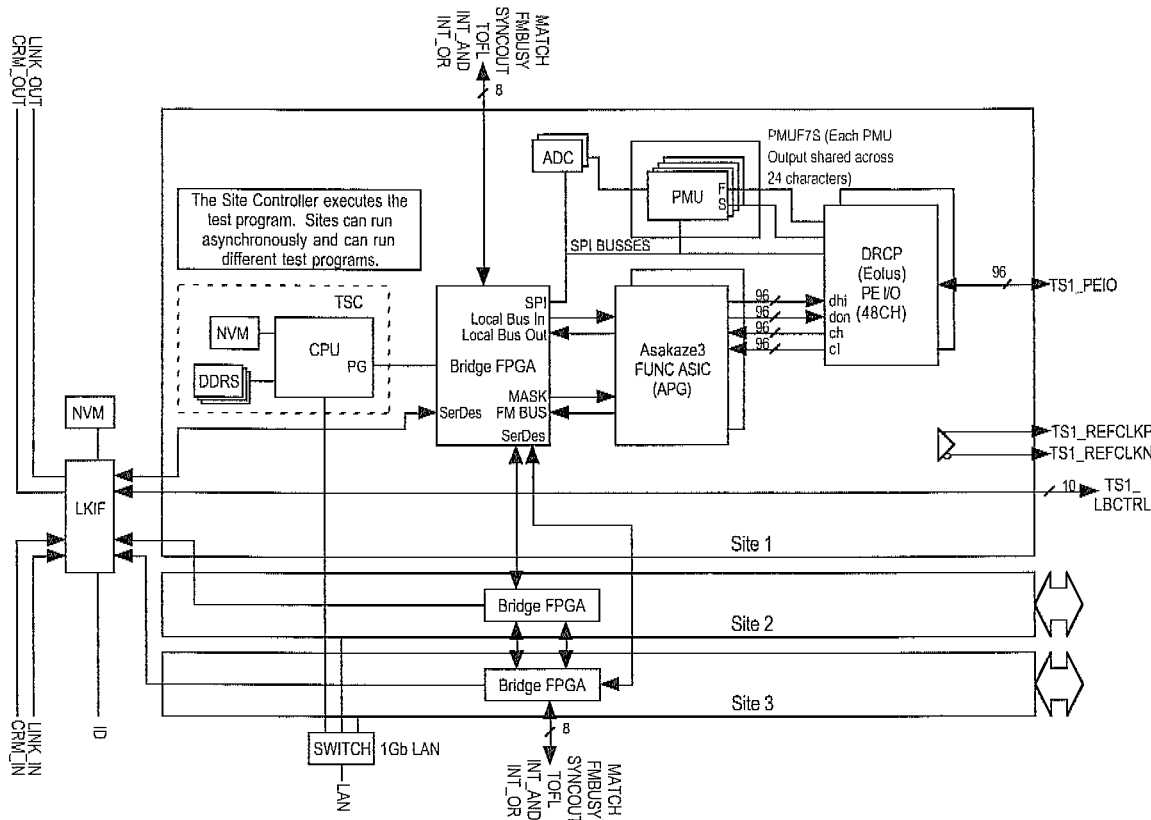 LINK_OUT
CRM_OUT
MATCH
FMBUSY
SYNCOUT
TOFL
INT_AND
INT_OR
8
The Site Controller executes the
test program. Sites can run
asynchronously and can run
different test programs.
ADC
PMUF7S (Each PMU
Output shared across
24 characters)
PMU
F
S
SPI BUSSES
DRCP
(Eolus)
PE I/O
(48CH)
dhi
don
ch
cl
96
TS1_PEIO
96
96
96
96
TSC
NVM
CPU
PG
DDRS
SPI
Local Bus In
Local Bus Out
Bridge FPGA
MASK
FM BUS
SerDes
SerDes
Asakaze3
FUNC ASIC
(APG)
NVM
LKIF
TS1_REFCLKP
TS1_REFCLKN
10
TS1_
LBCTRL
Site 1
Bridge FPGA
Site 2
Bridge FPGA
Site 3
LINK_IN
CRM_IN
ID
SWITCH
1Gb LAN
LAN
8
MATCH
FMBUSY
SYNCOUT
TOFL
INT_AND
INT_OR